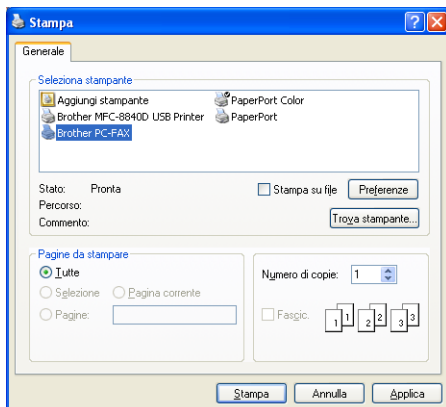 Stampa
Generale
Seleziona stampante
Aggiungi stampante PaperPort Color
Brother MFC-8840D USB Printer PaperPort
Brother PC-FAX
Stato: Pronta Stampa su file Preferenze
Percorso:
Commento: Trova stampante...
Pagine da stampare
Tutte Numero di copie: 1
Selezione Pagina corrente
Pagine: Fascic. 1 1 2 2 3 3
Stampa Annulla Applica